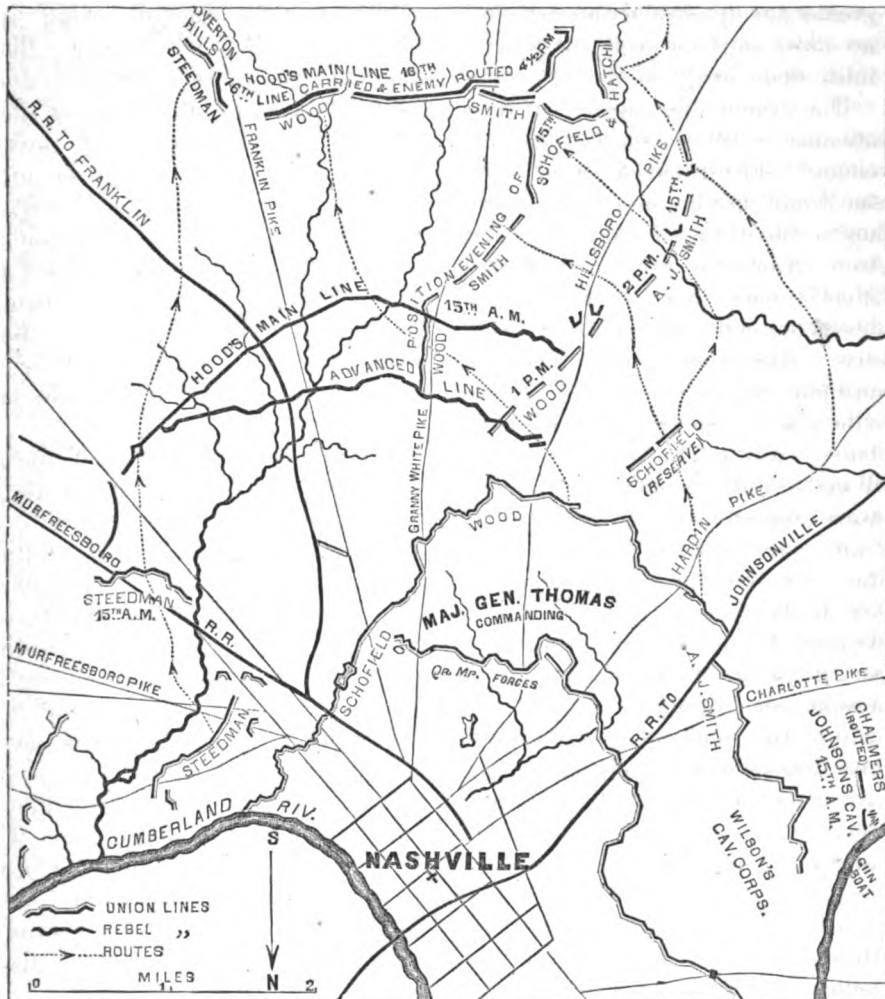 OVERTON
HILLS
STEEDMAN
16TH
LINE
HOOD'S MAIN LINE 16TH
(CARRIED & ENEMY) ROUTED 4½ P.M.
WOOD
SMITH
15TH
SCHOFIELD &
HATCH
R.R. TO FRANKLIN
FRANKLIN PIKE
POSITION EVENING OF
SMITH
WOOD
HILLSBORO PIKE
2 P.M. 15TH
A. J. SMITH
HOOD'S MAIN LINE
15TH A.M.
ADVANCED LINE
1 P.M.
WOOD
SCHOFIELD
(RESERVE)
GRANNY WHITE PIKE
HARDIN PIKE
MURFREESBORO
R.R.
STEEDMAN
15TH A.M.
WOOD
MAJ. GEN. THOMAS
COMMANDING
SCHOFIELD
QR. MR. FORCES
R.R. TO JOHNSONVILLE
A. J. SMITH
MURFREESBORO PIKE
CHARLOTTE PIKE
STEEDMAN
CHALMERS
(ROUTED)
JOHNSONS CAV.
15TH A.M.
CUMBERLAND RIV.
WILSON'S
CAV. CORPS.
GUN
BOAT
NASHVILLE
S
N
UNION LINES
REBEL "
ROUTES
MILES
0 1 2